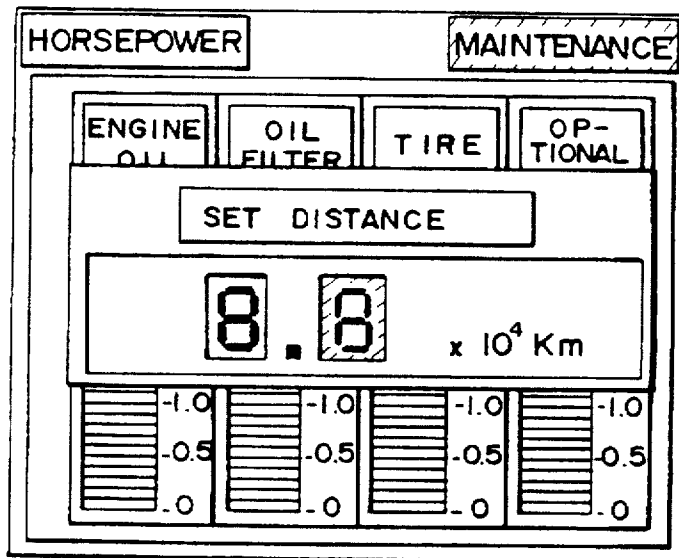 HORSEPOWER MAINTENANCE
ENGINE OIL
OIL FILTER
TIRE
OP-
TIONAL
SET DISTANCE
8.8 x 10⁴ Km
-1.0 -1.0 -1.0 -1.0
-0.5 -0.5 -0.5 -0.5
-0 -0 -0 -0